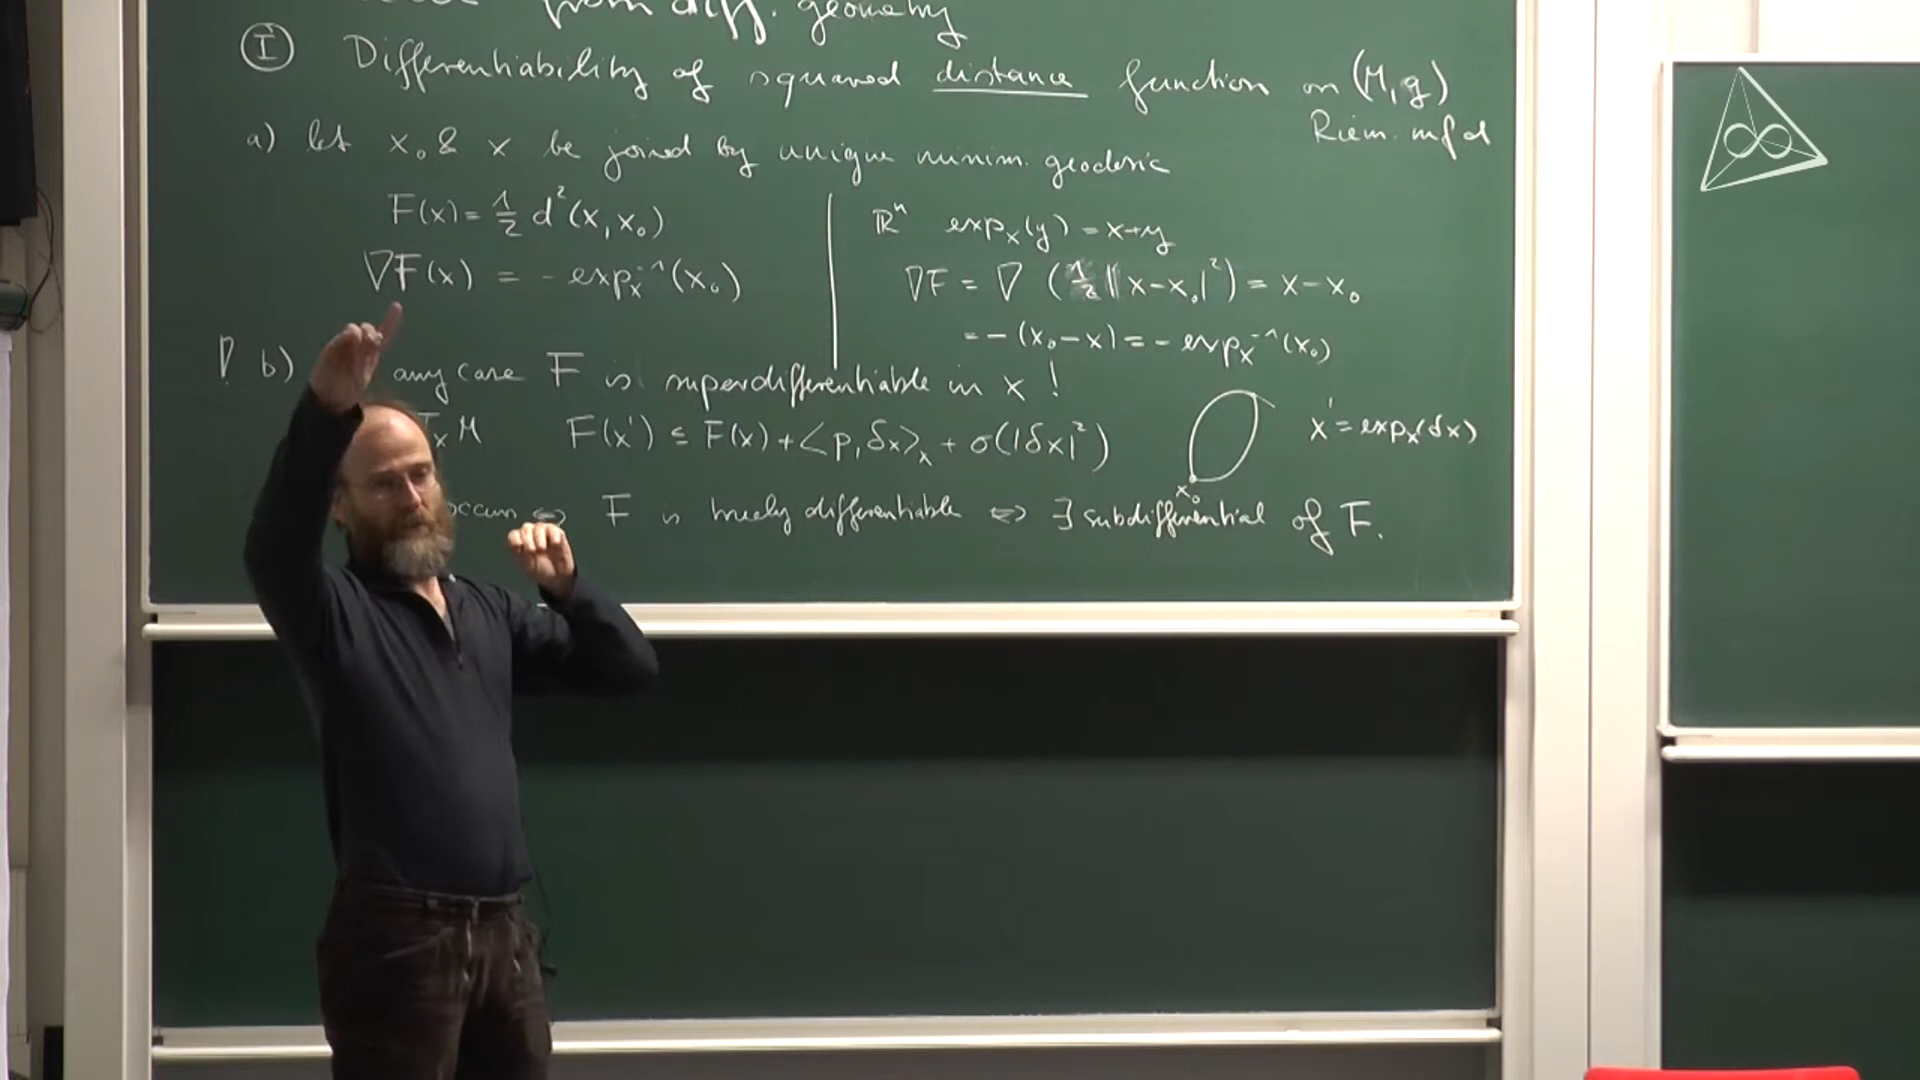 from diff. geometry
Ⓘ Differentiability of squared distance function on (M,g)
Riem. mfd
a) let x₀ & x be joined by unique minim. geodesic
F(x) = 1/2 d²(x, x₀)
∇F(x) = - expₓ⁻¹(x₀)
ℝⁿ expₓ(y) = x+y
∇F = ∇ (1/2 |x-x₀|²) = x - x₀
= -(x₀-x) = - expₓ⁻¹(x₀)
b) any case F is superdifferentiable in x !
TₓM F(x') ≤ F(x) + <p, δx>ₓ + o(|δx|²)
x₀
x' = expₓ(δx)
occurs ⇔ F is truely differentiable ⇔ ∃ subdifferential of F.